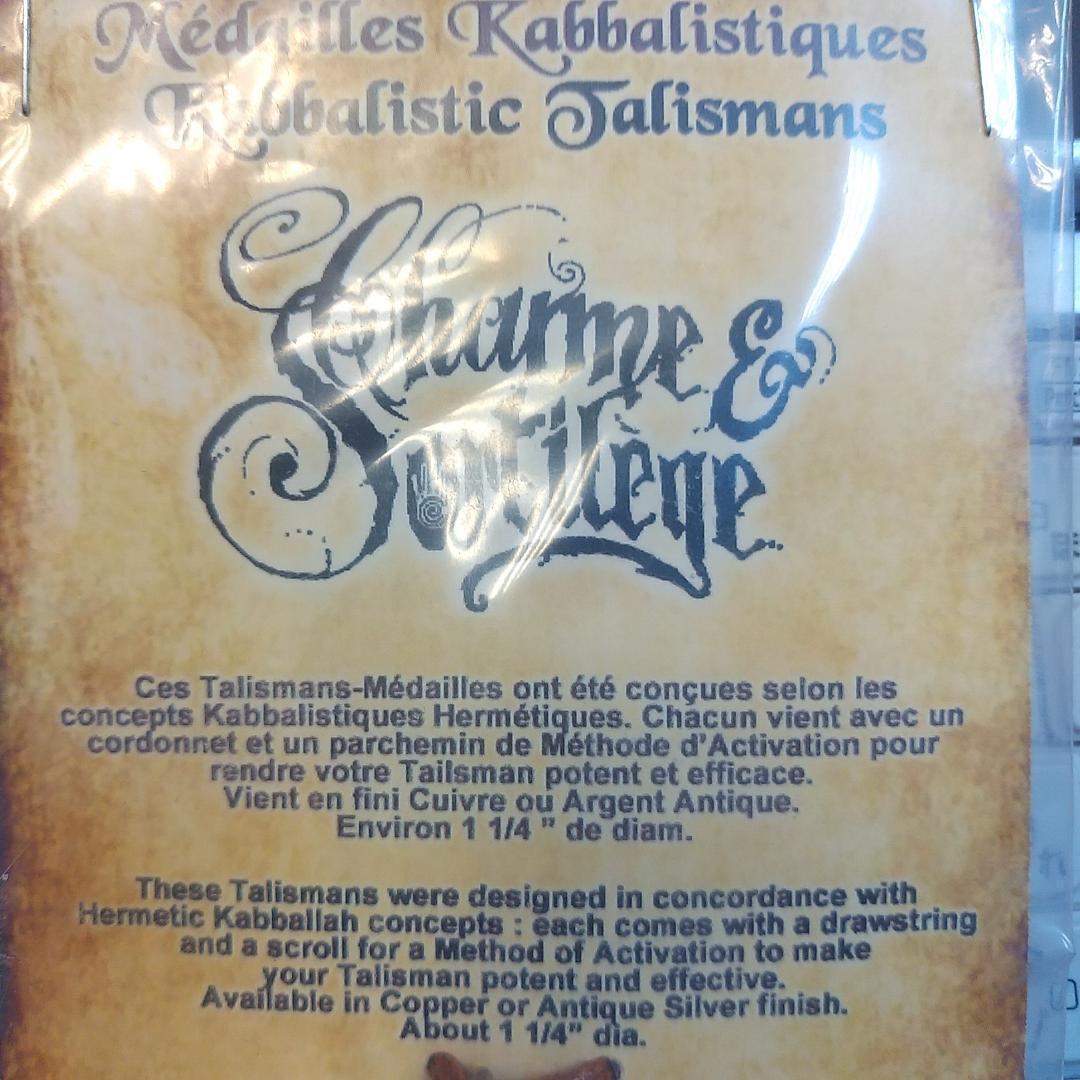 Médailles Kabbalistiques
Kabbalistic Talismans
Charme &
Sortilège
Ces Talismans-Médailles ont été conçues selon les
concepts Kabbalistiques Hermétiques. Chacun vient avec un
cordonnet et un parchemin de Méthode d'Activation pour
rendre votre Tailsman potent et efficace.
Vient en fini Cuivre ou Argent Antique.
Environ 1 1/4 " de diam.
These Talismans were designed in concordance with
Hermetic Kabballah concepts : each comes with a drawstring
and a scroll for a Method of Activation to make
your Talisman potent and effective.
Available in Copper or Antique Silver finish.
About 1 1/4" dia.